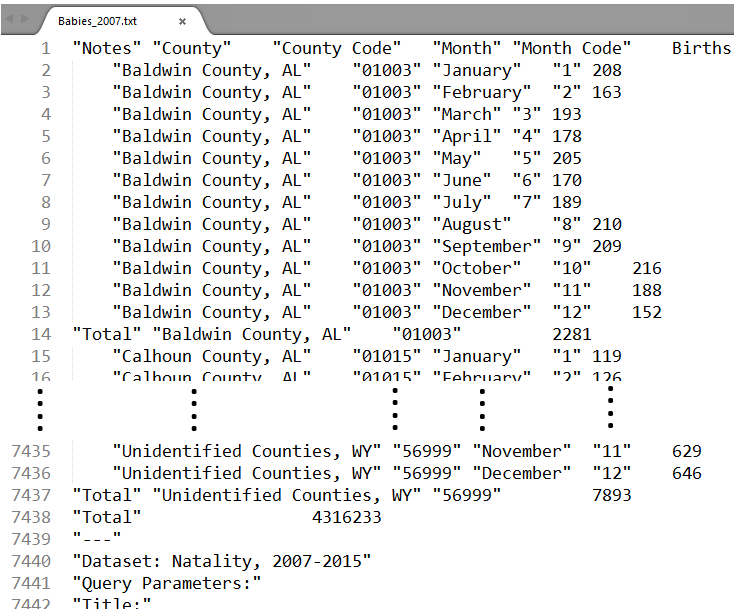 Babies_2007.txt ×
1 "Notes" "County" "County Code" "Month" "Month Code" Births
2 "Baldwin County, AL" "01003" "January" "1" 208
3 "Baldwin County, AL" "01003" "February" "2" 163
4 "Baldwin County, AL" "01003" "March" "3" 193
5 "Baldwin County, AL" "01003" "April" "4" 178
6 "Baldwin County, AL" "01003" "May" "5" 205
7 "Baldwin County, AL" "01003" "June" "6" 170
8 "Baldwin County, AL" "01003" "July" "7" 189
9 "Baldwin County, AL" "01003" "August" "8" 210
10 "Baldwin County, AL" "01003" "September" "9" 209
11 "Baldwin County, AL" "01003" "October" "10" 216
12 "Baldwin County, AL" "01003" "November" "11" 188
13 "Baldwin County, AL" "01003" "December" "12" 152
14 "Total" "Baldwin County, AL" "01003" 2281
15 "Calhoun County, AL" "01015" "January" "1" 119
16 "Calhoun County, AL" "01015" "February" "2" 126
7435 "Unidentified Counties, WY" "56999" "November" "11" 629
7436 "Unidentified Counties, WY" "56999" "December" "12" 646
7437 "Total" "Unidentified Counties, WY" "56999" 7893
7438 "Total" 4316233
7439 "---"
7440 "Dataset: Natality, 2007-2015"
7441 "Query Parameters:"
7442 "Title:"